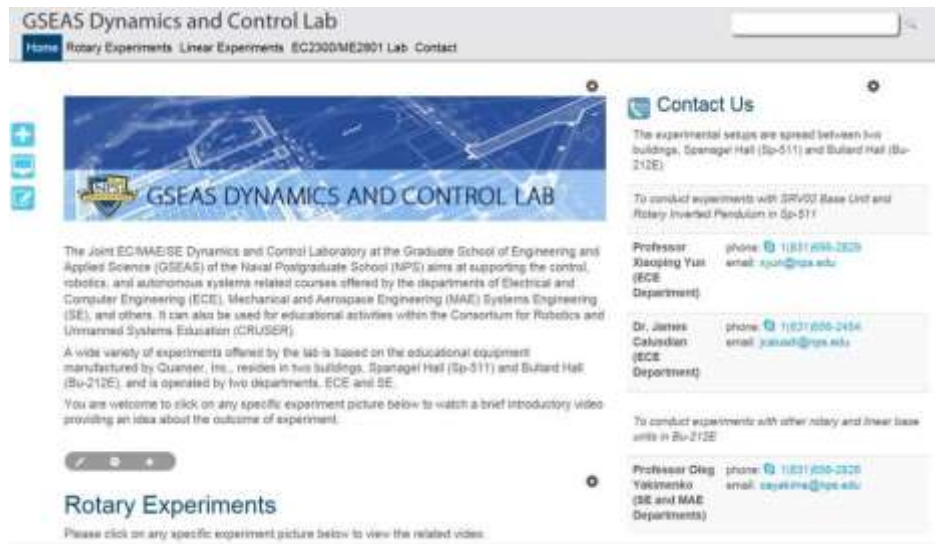 GSEAS Dynamics and Control Lab
Home Rotary Experiments Linear Experiments EC2300/ME2801 Lab Contact
NPS
GSEAS DYNAMICS AND CONTROL LAB
The Joint EC/MAE/SE Dynamics and Control Laboratory at the Graduate School of Engineering and
Applied Science (GSEAS) of the Naval Postgraduate School (NPS) aims at supporting the control,
robotics, and autonomous systems related courses offered by the departments of Electrical and
Computer Engineering (ECE), Mechanical and Aerospace Engineering (MAE) Systems Engineering
(SE), and others. It can also be used for educational activities within the Consortium for Robotics and
Unmanned Systems Education (CRUSER).
A wide variety of experiments offered by the lab is based on the educational equipment
manufactured by Quanser, Inc., resides in two buildings, Spanagel Hall (Sp-511) and Bullard Hall
(Bu-212E), and is operated by two departments, ECE and SE.
You are welcome to click on any specific experiment picture below to watch a brief introductory video
providing an idea about the outcome of experiment.
Rotary Experiments
Please click on any specific experiment picture below to view the related video.
Contact Us
The experimental setups are spread between two
buildings, Spanagel Hall (Sp-511) and Bullard Hall (Bu-
212E).
To conduct experiments with SRV02 Base Unit and
Rotary Inverted Pendulum in Sp-511
Professor phone:
Xiaoping Yun email: xyun@nps.edu
(ECE
Department)
Dr. James phone:
Calusdian email: jcalusdi@nps.edu
(ECE
Department)
To conduct experiments with other rotary and linear base
units in Bu-212E
Professor Oleg phone:
Yakimenko email:
(SE and MAE
Departments)